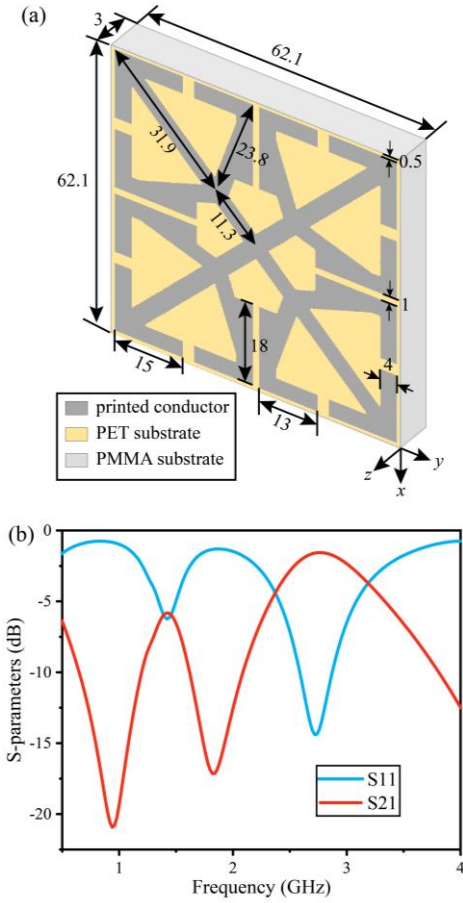 (a)
3
62.1
31.9
23.8
0.5
62.1
11.3
1
18
4
15
13
printed conductor
PET substrate
PMMA substrate
z
y
x
(b)
0
-5
-10
-15
-20
S-parameters (dB)
S11
S21
1
2
3
4
Frequency (GHz)